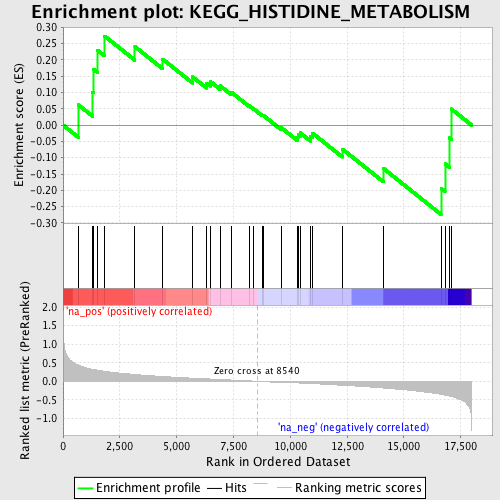 Enrichment plot: KEGG_HISTIDINE_METABOLISM
Enrichment score (ES)
0.30
0.25
0.20
0.15
0.10
0.05
0.00
-0.05
-0.10
-0.15
-0.20
-0.25
-0.30
'na_pos' (positively correlated)
Ranked list metric (PreRanked)
2.0
1.5
1.0
0.5
0.0
-0.5
-1.0
Zero cross at 8540
'na_neg' (negatively correlated)
0 2,500 5,000 7,500 10,000 12,500 15,000 17,500
Rank in Ordered Dataset
Enrichment profile Hits Ranking metric scores